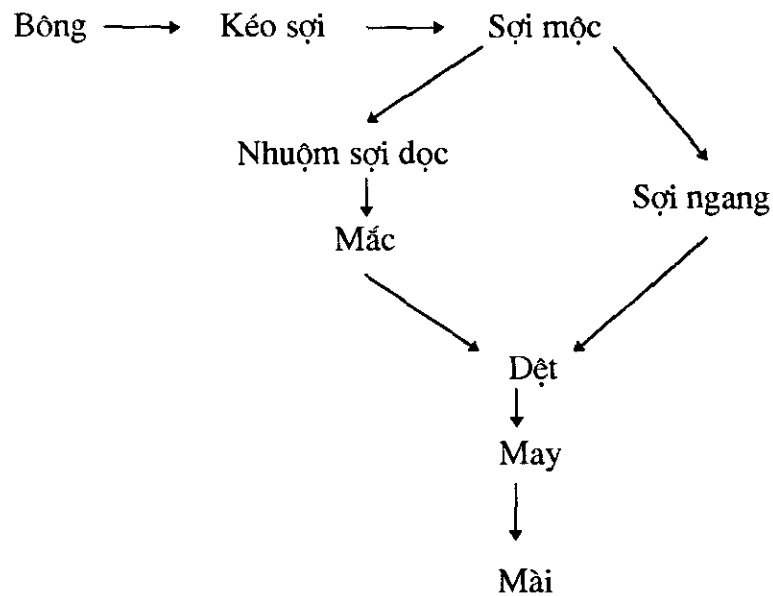 Bông Kéo sợi Sợi mộc
Nhuộm sợi dọc
Sợi ngang
Mắc
Dệt
May
Mài